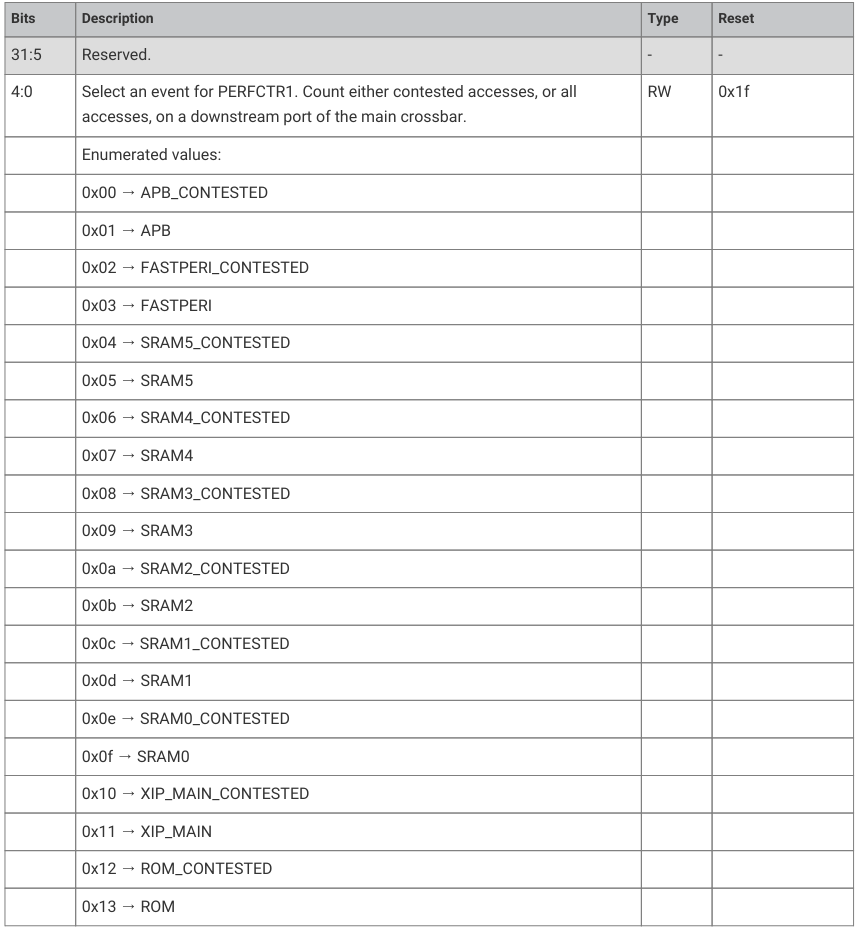 Bits Description Type Reset
31:5 Reserved. - -
4:0 Select an event for PERFCTR1. Count either contested accesses, or all RW 0x1f
accesses, on a downstream port of the main crossbar.
Enumerated values:
0x00 → APB_CONTESTED
0x01 → APB
0x02 → FASTPERI_CONTESTED
0x03 → FASTPERI
0x04 → SRAM5_CONTESTED
0x05 → SRAM5
0x06 → SRAM4_CONTESTED
0x07 → SRAM4
0x08 → SRAM3_CONTESTED
0x09 → SRAM3
0x0a → SRAM2_CONTESTED
0x0b → SRAM2
0x0c → SRAM1_CONTESTED
0x0d → SRAM1
0x0e → SRAM0_CONTESTED
0x0f → SRAM0
0x10 → XIP_MAIN_CONTESTED
0x11 → XIP_MAIN
0x12 → ROM_CONTESTED
0x13 → ROM